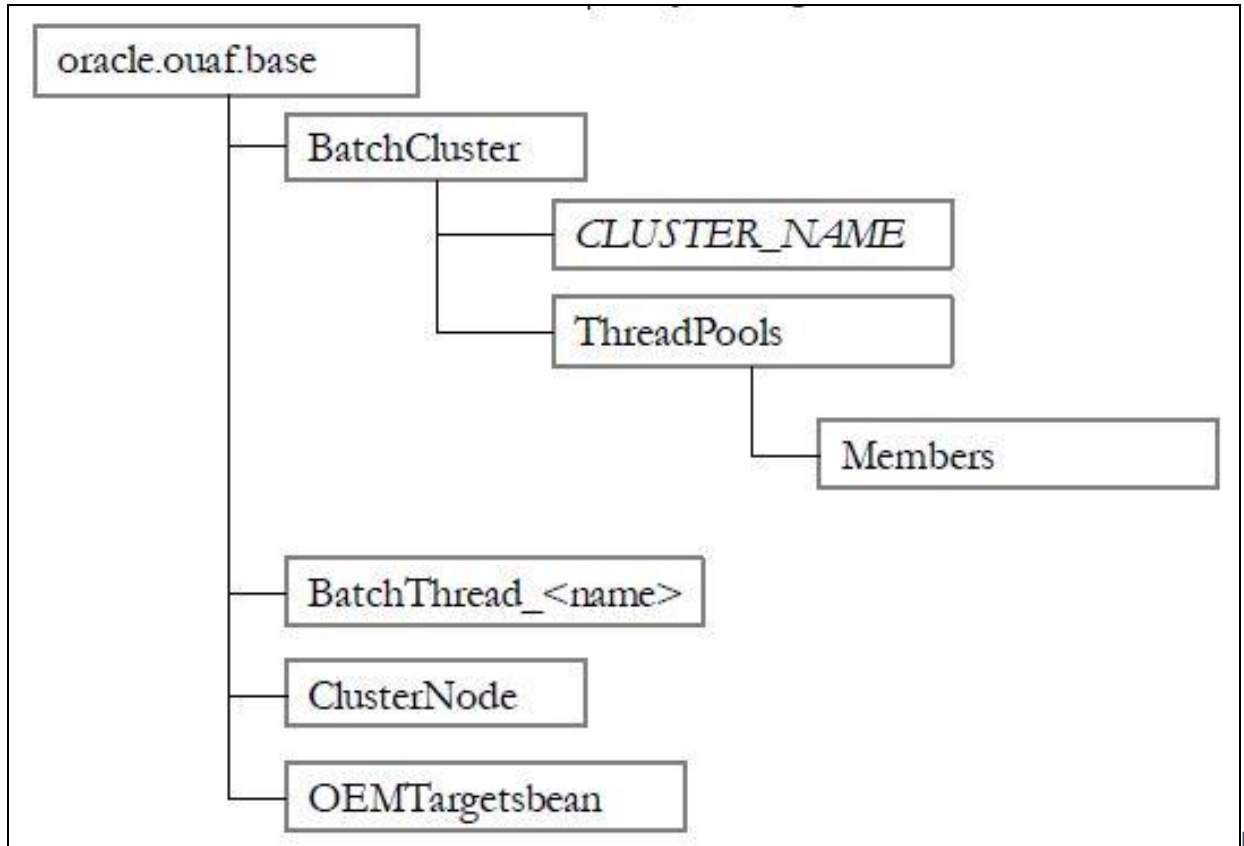 oracle.ouaf.base
BatchCluster
CLUSTER_NAME
ThreadPools
Members
BatchThread_<name>
ClusterNode
OEMTargetsbean